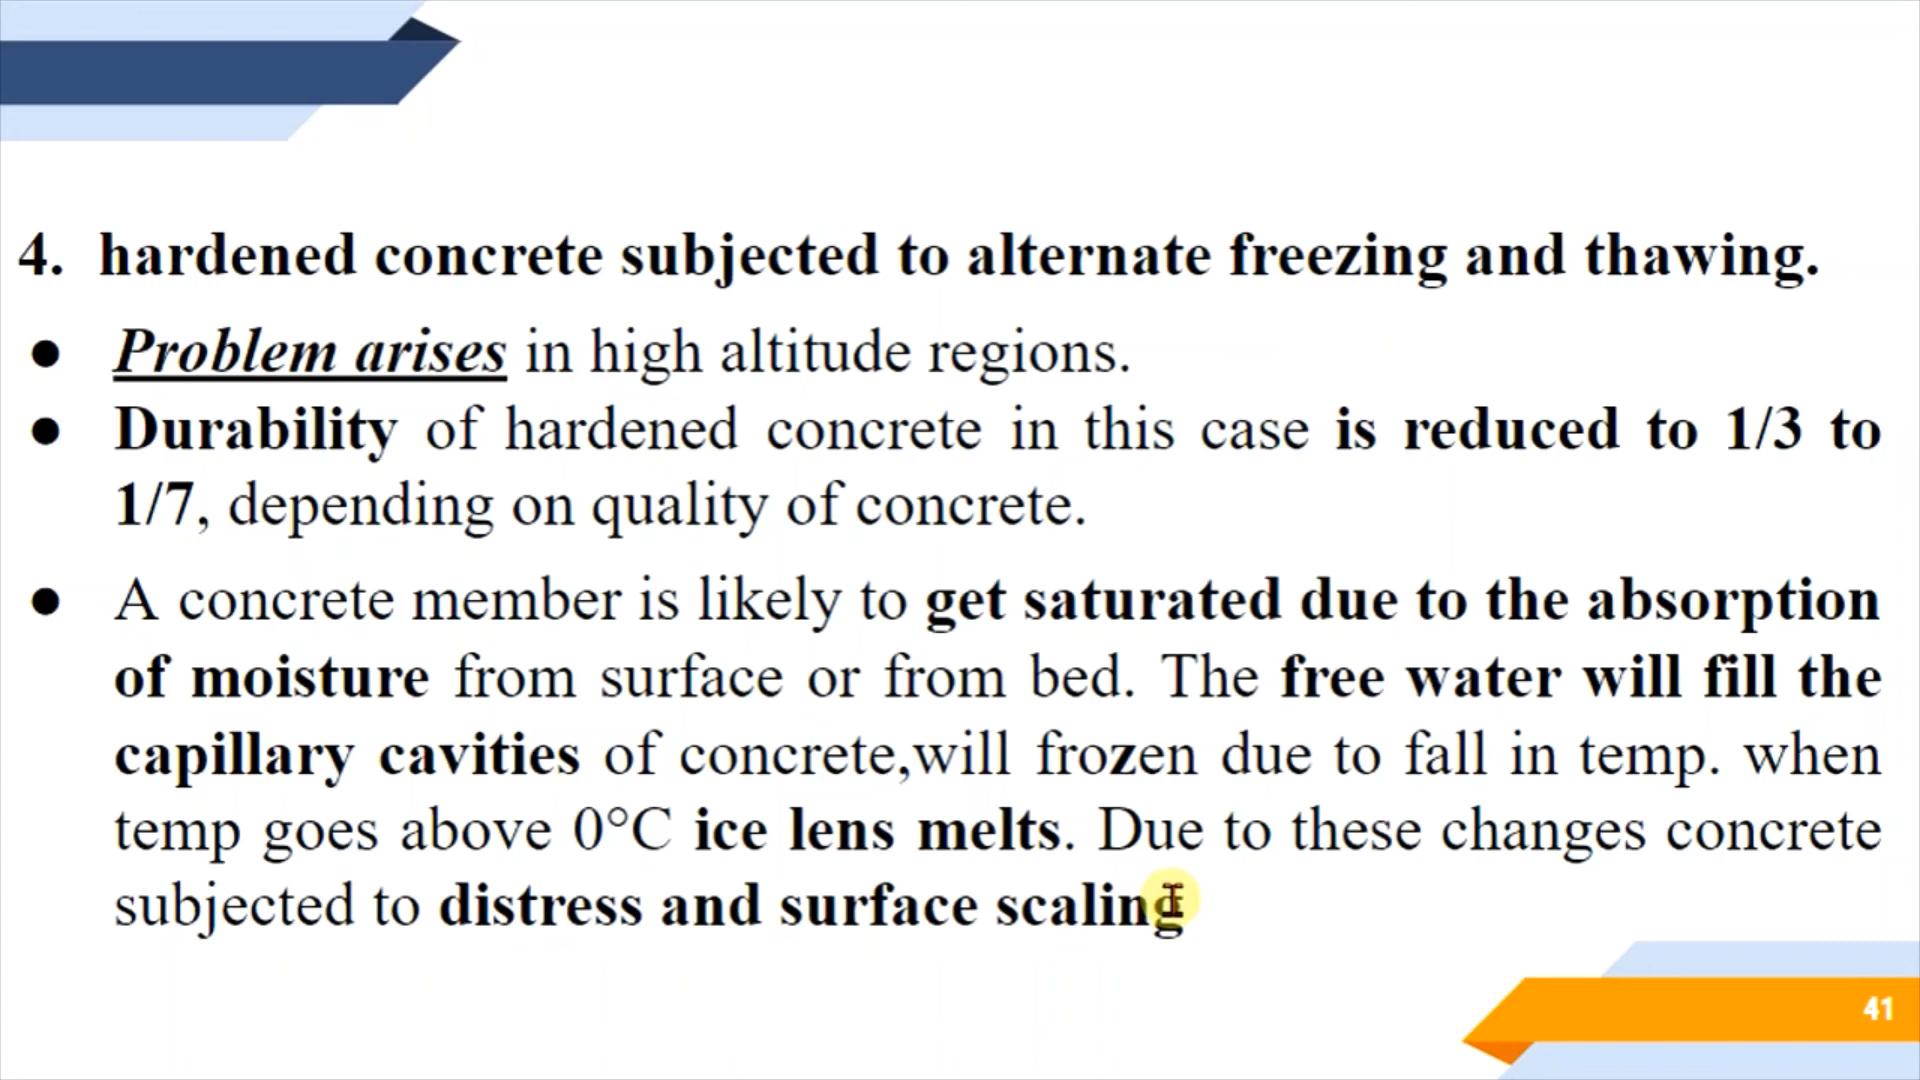 4. hardened concrete subjected to alternate freezing and thawing.
● Problem arises in high altitude regions.
● Durability of hardened concrete in this case is reduced to 1/3 to
1/7, depending on quality of concrete.
● A concrete member is likely to get saturated due to the absorption
of moisture from surface or from bed. The free water will fill the
capillary cavities of concrete,will frozen due to fall in temp. when
temp goes above 0°C ice lens melts. Due to these changes concrete
subjected to distress and surface scaling
41